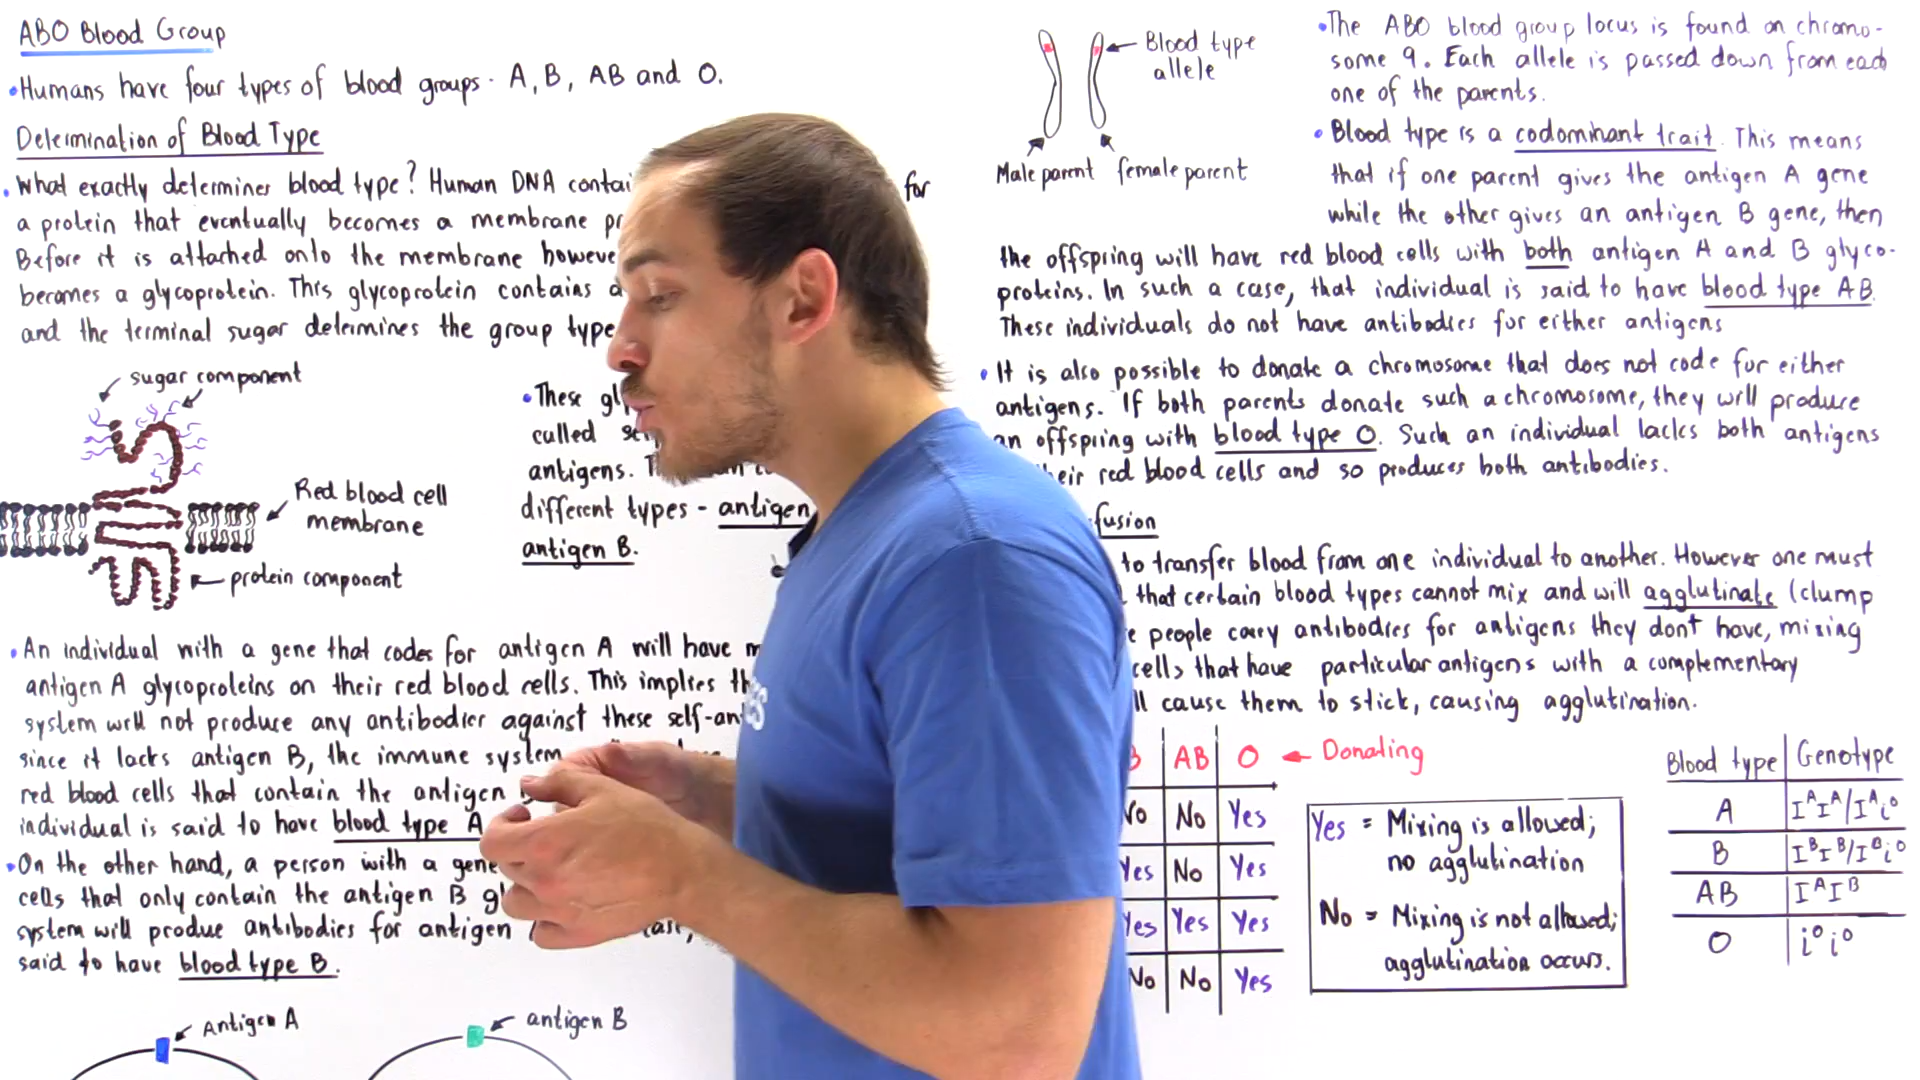 ABO Blood Group
•Humans have four types of blood groups - A, B, AB and O.
Determination of Blood Type
•What exactly determines blood type? Human DNA contai
for
a protein that eventually becomes a membrane pr
Before it is attached onto the membrane howeve
becomes a glycoprotein. This glycoprotein contains a
and the terminal sugar determines the group type
sugar component
•These gl
called sel
antigens. T
different types - antigen
antigen B.
Red blood cell
membrane
protein component
•An individual with a gene that codes for antigen A will have m
antigen A glycoproteins on their red blood cells. This implies th
system will not produce any antibodies against these self-an
since it lacks antigen B, the immune system
red blood cells that contain the antigen
individual is said to have blood type A
•On the other hand, a person with a gene
cells that only contain the antigen B gl
system will produce antibodies for antigen
said to have blood type B.
Antigen A
antigen B
Blood type
allele
Male parent female parent
•The ABO blood group locus is found on chromo-
some 9. Each allele is passed down from each
one of the parents.
•Blood type is a codominant trait. This means
that if one parent gives the antigen A gene
while the other gives an antigen B gene, then
the offspring will have red blood cells with both antigen A and B glyco-
proteins. In such a case, that individual is said to have blood type AB.
These individuals do not have antibodies for either antigens
•It is also possible to donate a chromosome that does not code for either
antigens. If both parents donate such a chromosome, they will produce
an offspring with blood type O. Such an individual lacks both antigens
heir red blood cells and so produces both antibodies.
fusion
to transfer blood from one individual to another. However one must
that certain blood types cannot mix and will agglutinate (clump
e people carry antibodies for antigens they dont have, mixing
cells that have particular antigens with a complementary
ll cause them to stick, causing agglutination.
B AB O ← Donating
No No Yes
Yes No Yes
Yes Yes Yes
No No Yes
Yes = Mixing is allowed;
no agglutination
No = Mixing is not allowed;
agglutination occurs.
Blood type Genotype
A IᴬIᴬ/Iᴬi⁰
B IᴮIᴮ/Iᴮi⁰
AB IᴬIᴮ
O i⁰i⁰